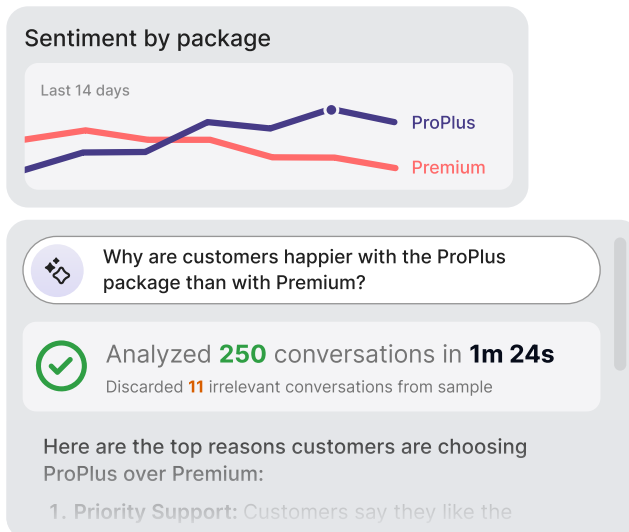 Sentiment by package
Last 14 days
ProPlus
Premium
Why are customers happier with the ProPlus
package than with Premium?
Analyzed 250 conversations in 1m 24s
Discarded 11 irrelevant conversations from sample
Here are the top reasons customers are choosing
ProPlus over Premium:
1. Priority Support: Customers say they like the